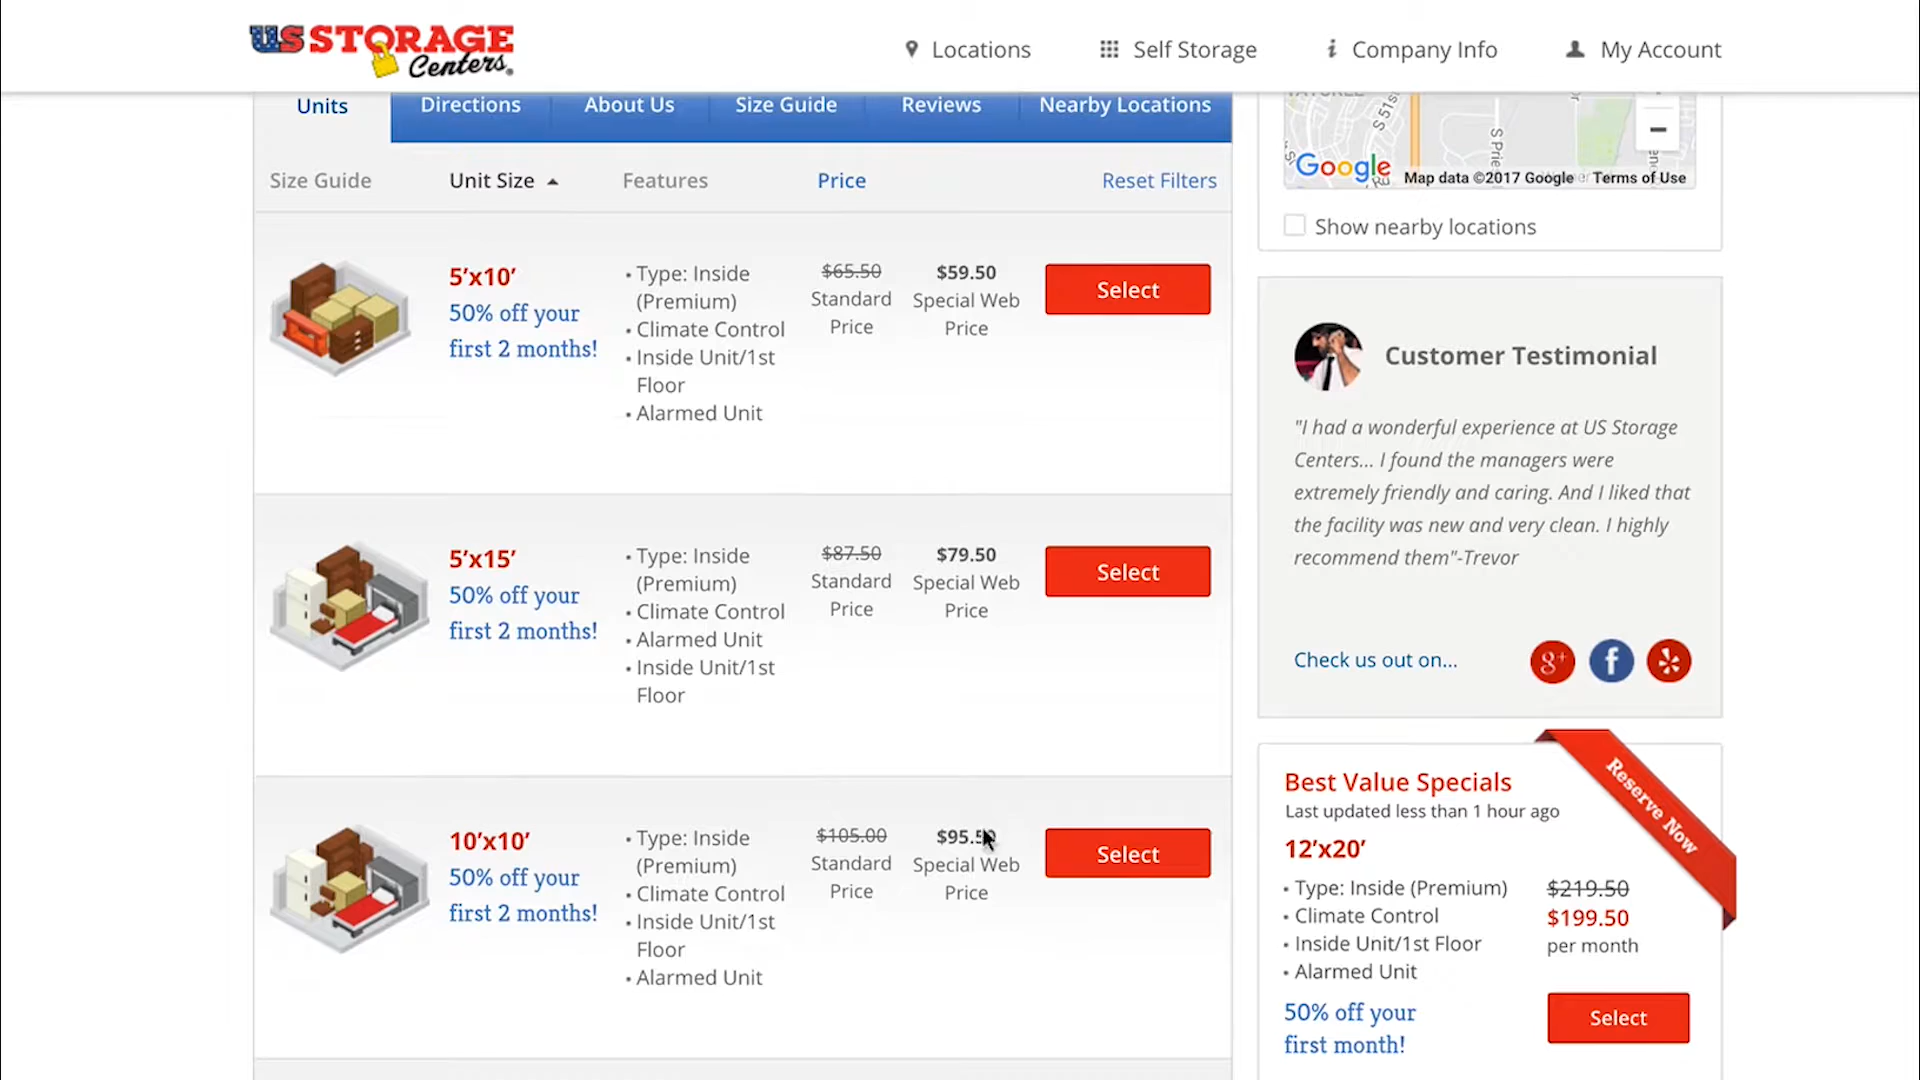 US STORAGE
Centers.
Locations
Self Storage
Company Info
My Account
Units
Directions
About Us
Size Guide
Reviews
Nearby Locations
Size Guide
Unit Size
Features
Price
Reset Filters
5’x10’
50% off your
first 2 months!
• Type: Inside
(Premium)
• Climate Control
• Inside Unit/1st
Floor
• Alarmed Unit
$65.50
Standard
Price
$59.50
Special Web
Price
Select
5’x15’
50% off your
first 2 months!
• Type: Inside
(Premium)
• Climate Control
• Alarmed Unit
• Inside Unit/1st
Floor
$87.50
Standard
Price
$79.50
Special Web
Price
Select
10’x10’
50% off your
first 2 months!
• Type: Inside
(Premium)
• Climate Control
• Inside Unit/1st
Floor
• Alarmed Unit
$105.00
Standard
Price
$95.50
Special Web
Price
Select
S 51s
S Prie
Google
Map data ©2017 Google
Terms of Use
Show nearby locations
Customer Testimonial
"I had a wonderful experience at US Storage
Centers... I found the managers were
extremely friendly and caring. And I liked that
the facility was new and very clean. I highly
recommend them"-Trevor
Check us out on...
g+
f
Reserve Now
Best Value Specials
Last updated less than 1 hour ago
12’x20’
• Type: Inside (Premium)
• Climate Control
• Inside Unit/1st Floor
• Alarmed Unit
$219.50
$199.50
per month
50% off your
first month!
Select